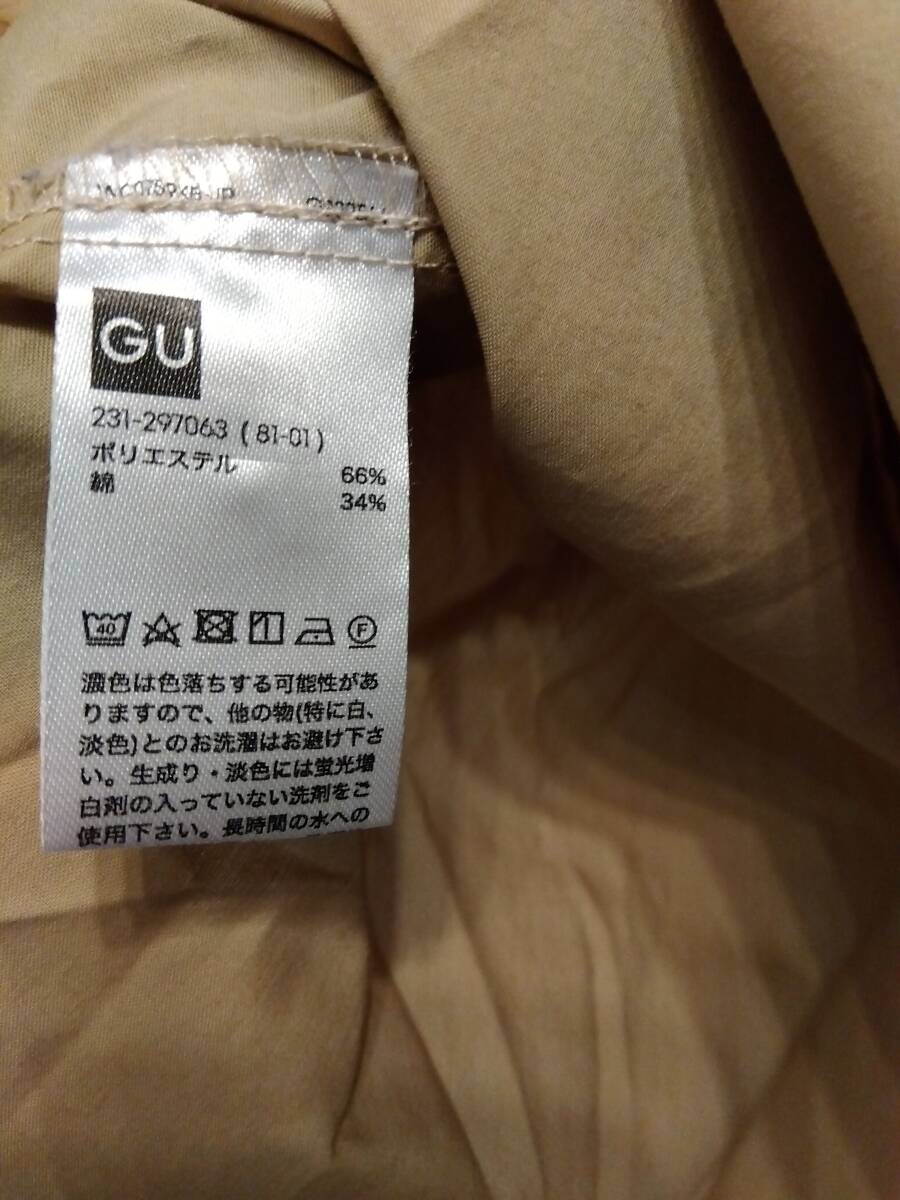 GU
231-297063 ( 81-01 )
ポリエステル 66%
綿 34%
40 F
濃色は色落ちする可能性があ
りますので、他の物(特に白、
淡色)とのお洗濯はお避け下さ
い。生成り・淡色には蛍光増
白剤の入っていない洗剤をご
使用下さい。長時間の水への